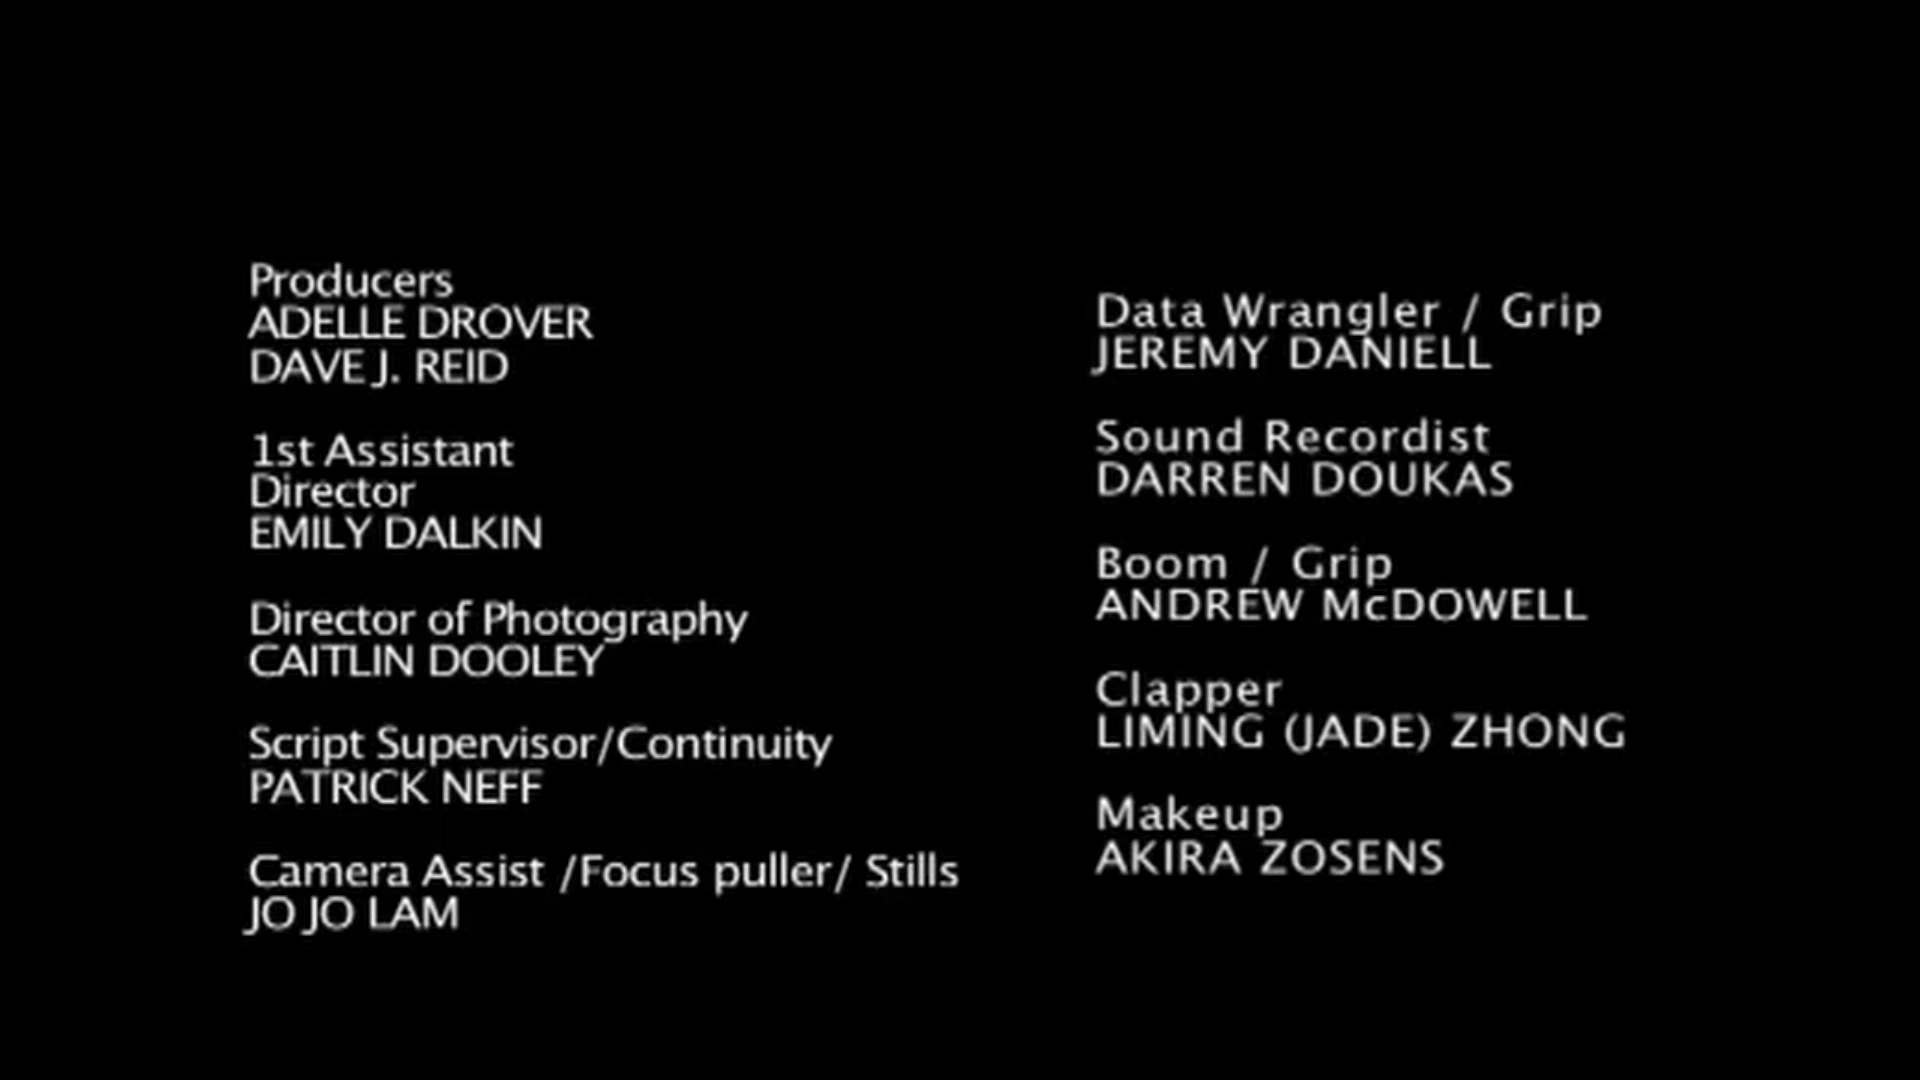 Producers
ADELLE DROVER
DAVE J. REID
1st Assistant
Director
EMILY DALKIN
Director of Photography
CAITLIN DOOLEY
Script Supervisor/Continuity
PATRICK NEFF
Camera Assist /Focus puller/ Stills
JO JO LAM
Data Wrangler / Grip
JEREMY DANIELL
Sound Recordist
DARREN DOUKAS
Boom / Grip
ANDREW McDOWELL
Clapper
LIMING (JADE) ZHONG
Makeup
AKIRA ZOSENS